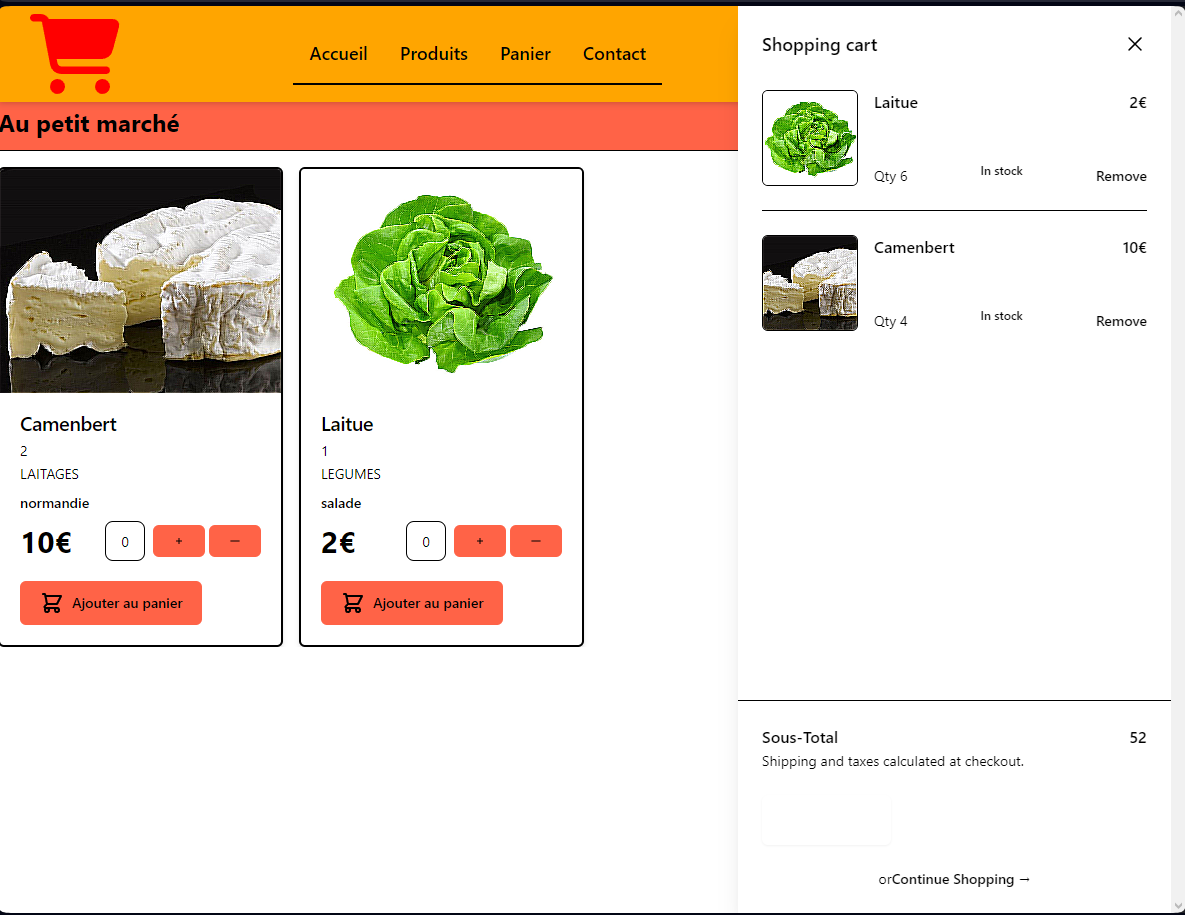 Accueil Produits Panier Contact
Au petit marché
Camenbert
2
LAITAGES
normandie
10€ 0 + −
Ajouter au panier
Laitue
1
LEGUMES
salade
2€ 0 + −
Ajouter au panier
Shopping cart
Laitue 2€
Qty 6 In stock Remove
Camenbert 10€
Qty 4 In stock Remove
Sous-Total 52
Shipping and taxes calculated at checkout.
orContinue Shopping →